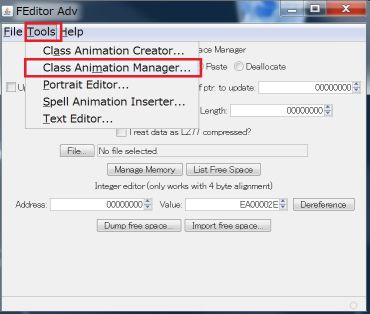 FEditor Adv
File Tools Help
Class Animation Creator...
Class Animation Manager...
Portrait Editor...
Spell Animation Inserter...
Text Editor...
ace Manager
Paste Deallocate
f ptr: to update: 00000000
Length: 00000000
Treat data as LZ77 compressed?
File... No file selected.
Manage Memory List Free Space
Integer editor (only works with 4 byte alignment)
Address: 00000000 Value: EA00002E Dereference
Dump free space... Import free space...